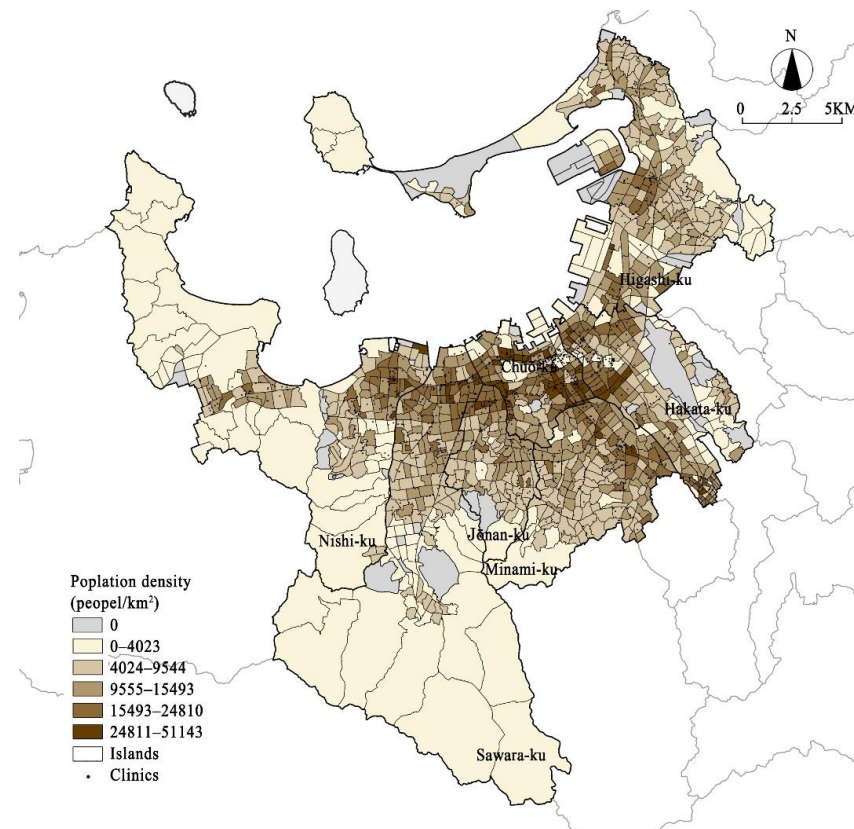 N
0 2.5 5KM
Higashi-ku
Chuo-ku
Hakata-ku
Nishi-ku
Jōnan-ku
Minami-ku
Sawara-ku
Poplation density
(peopel/km²)
0
0–4023
4024–9544
9555–15493
15493–24810
24811–51143
Islands
Clinics